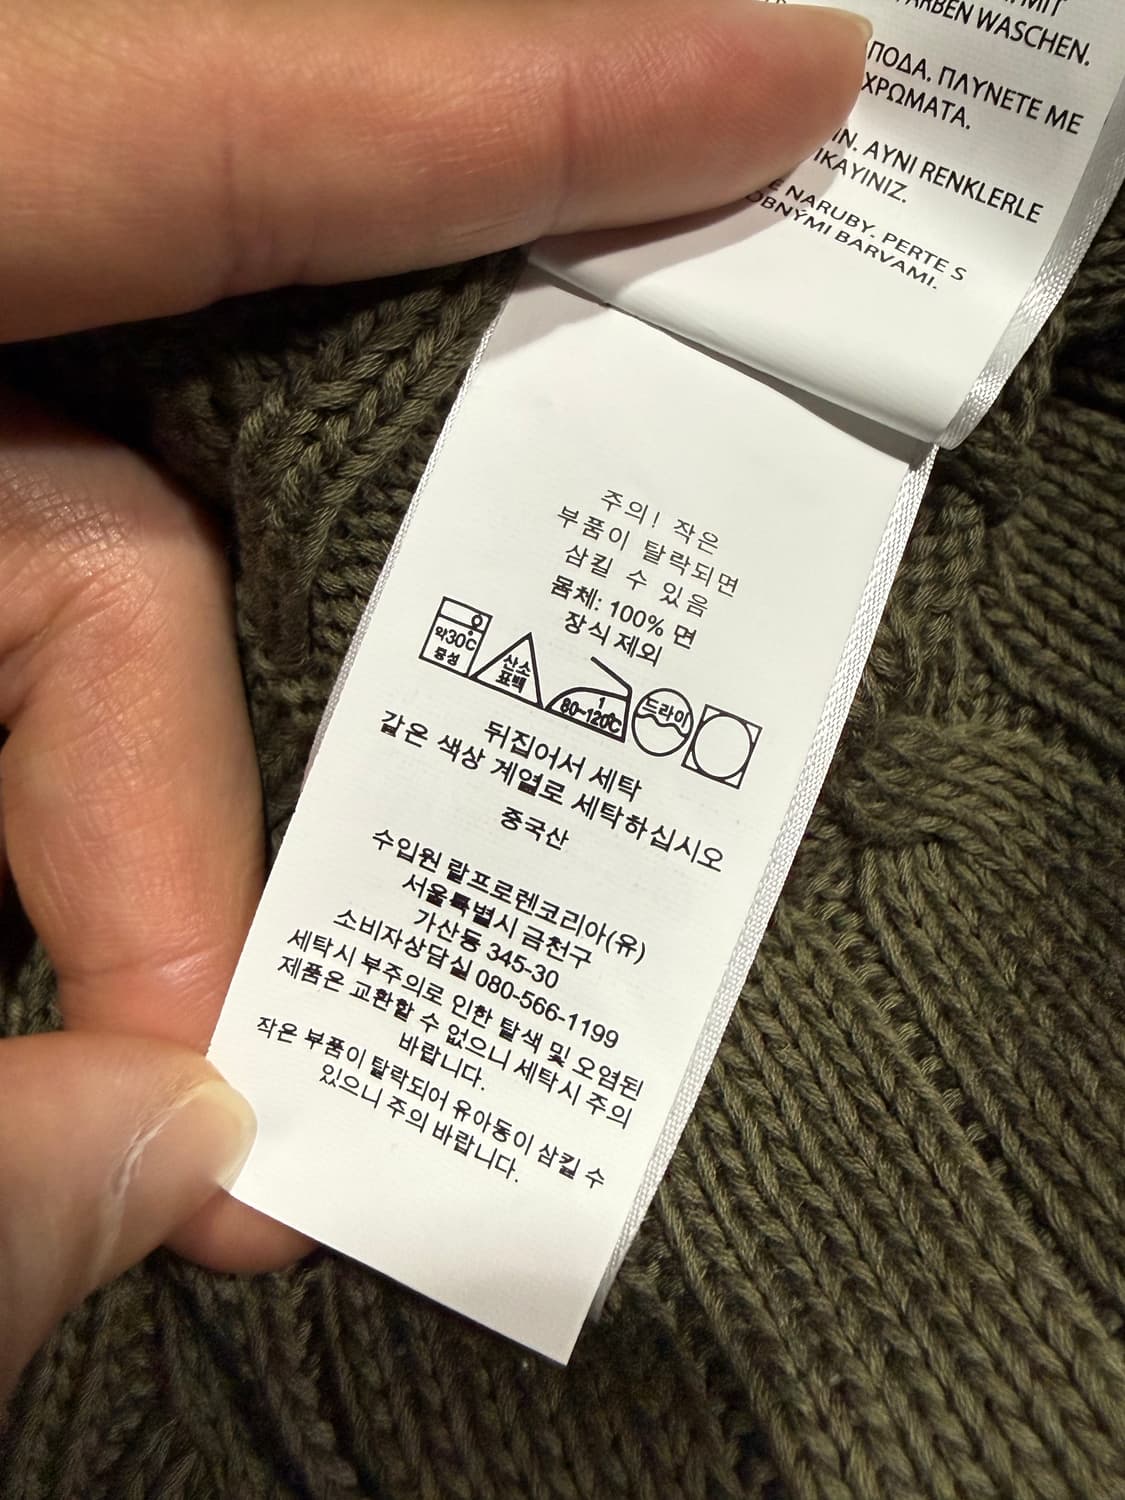 MIT
FARBEN WASCHEN.
ΠΟΔΑ. ΠΛΥΝΕΤΕ ΜΕ
ΧΡΩΜΑΤΑ.
IN. AYNI RENKLERLE
IKAYINIZ.
E NARUBY. PERTE S
OBNÝMI BARVAMI.
주의! 작은
부품이 탈락되면
삼킬 수 있음
몸체: 100% 면
장식 제외
약30℃
중성
산소
표백
1
80~120℃
드라이
뒤집어서 세탁
같은 색상 계열로 세탁하십시오
중국산
수입원 랄프로렌코리아(유)
서울특별시 금천구
가산동 345-30
소비자상담실 080-566-1199
세탁시 부주의로 인한 탈색 및 오염된
제품은 교환할 수 없으니 세탁시 주의
바랍니다.
작은 부품이 탈락되어 유아동이 삼킬 수
있으니 주의 바랍니다.